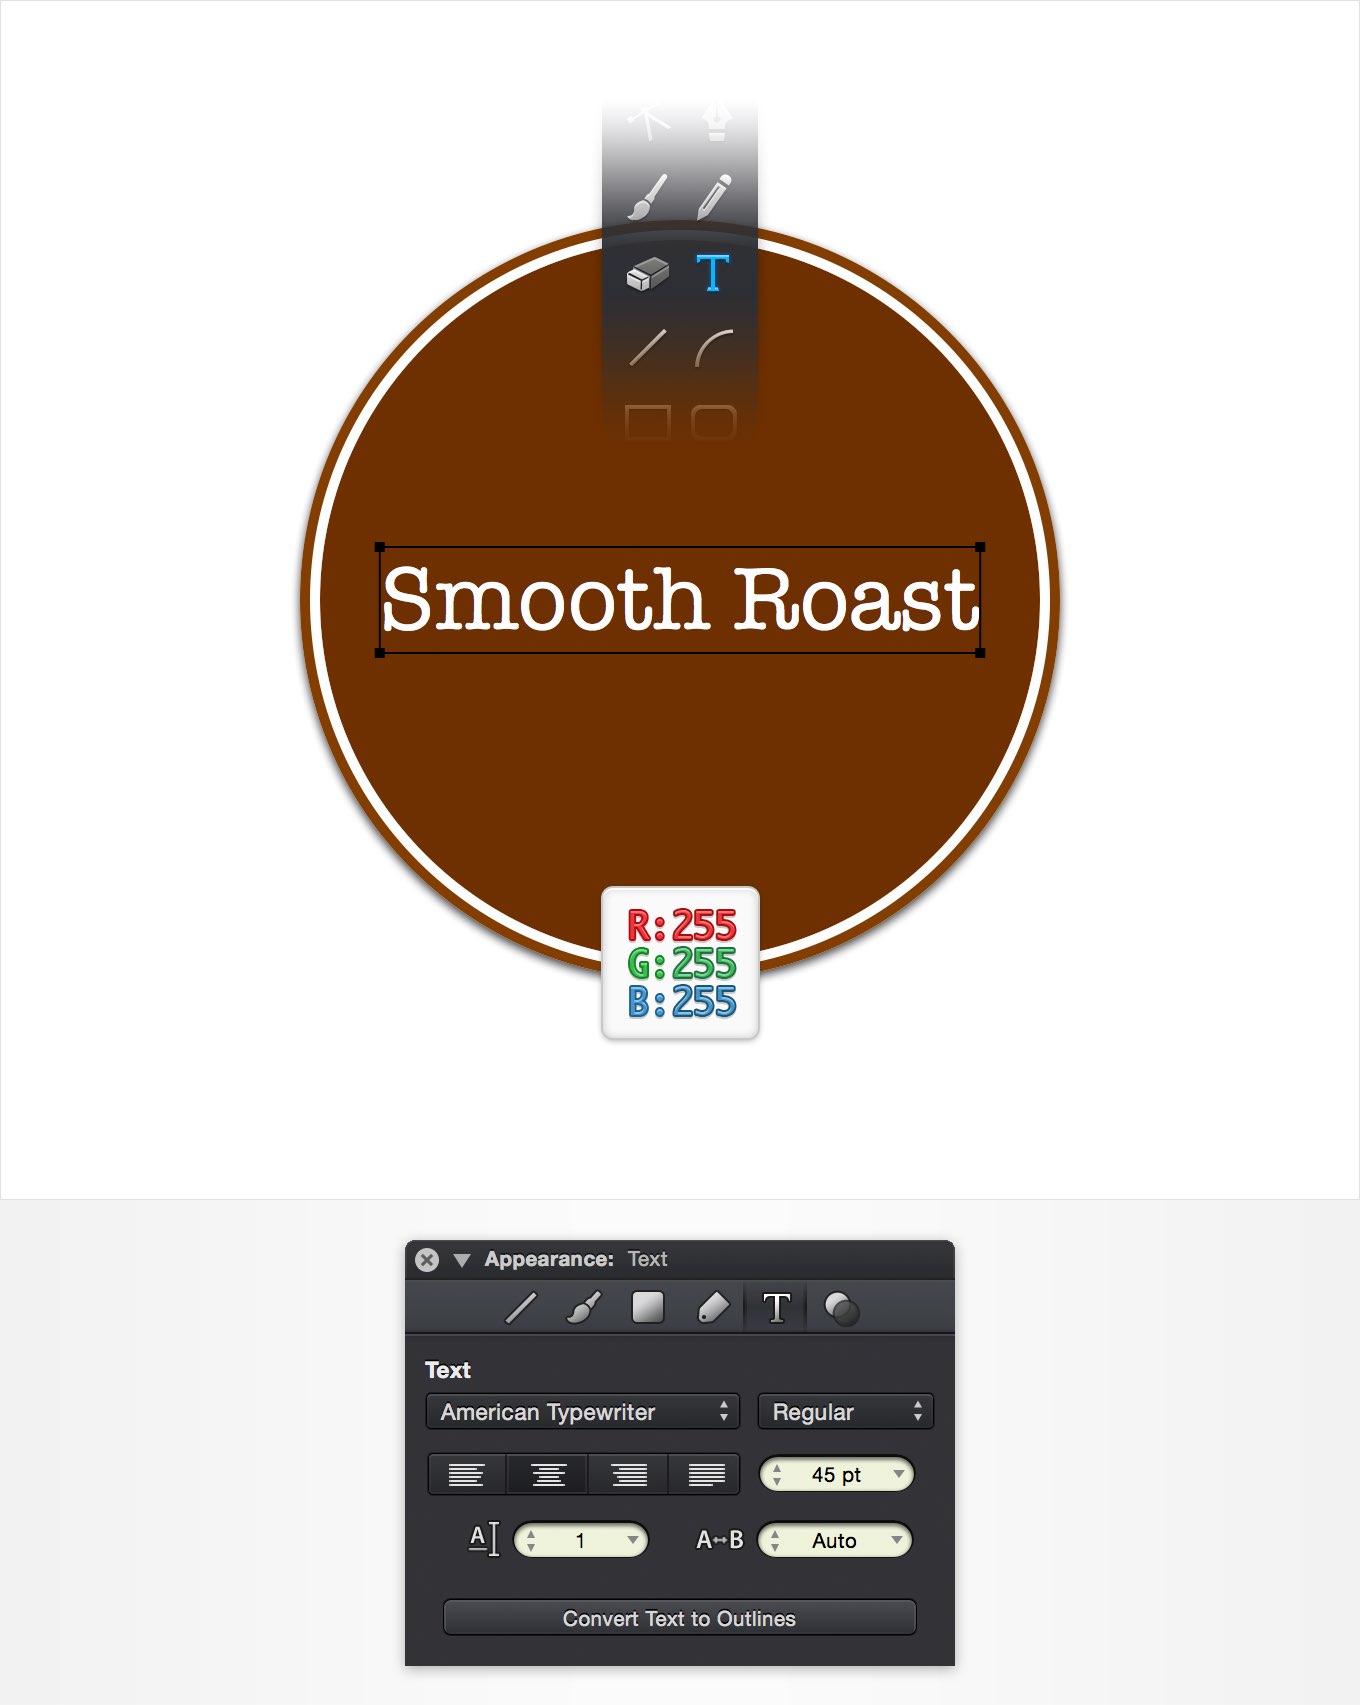 Smooth Roast
R:255
G:255
B:255
Appearance: Text
T
Text
American Typewriter
Regular
45 pt
A
1
A↔B
Auto
Convert Text to Outlines